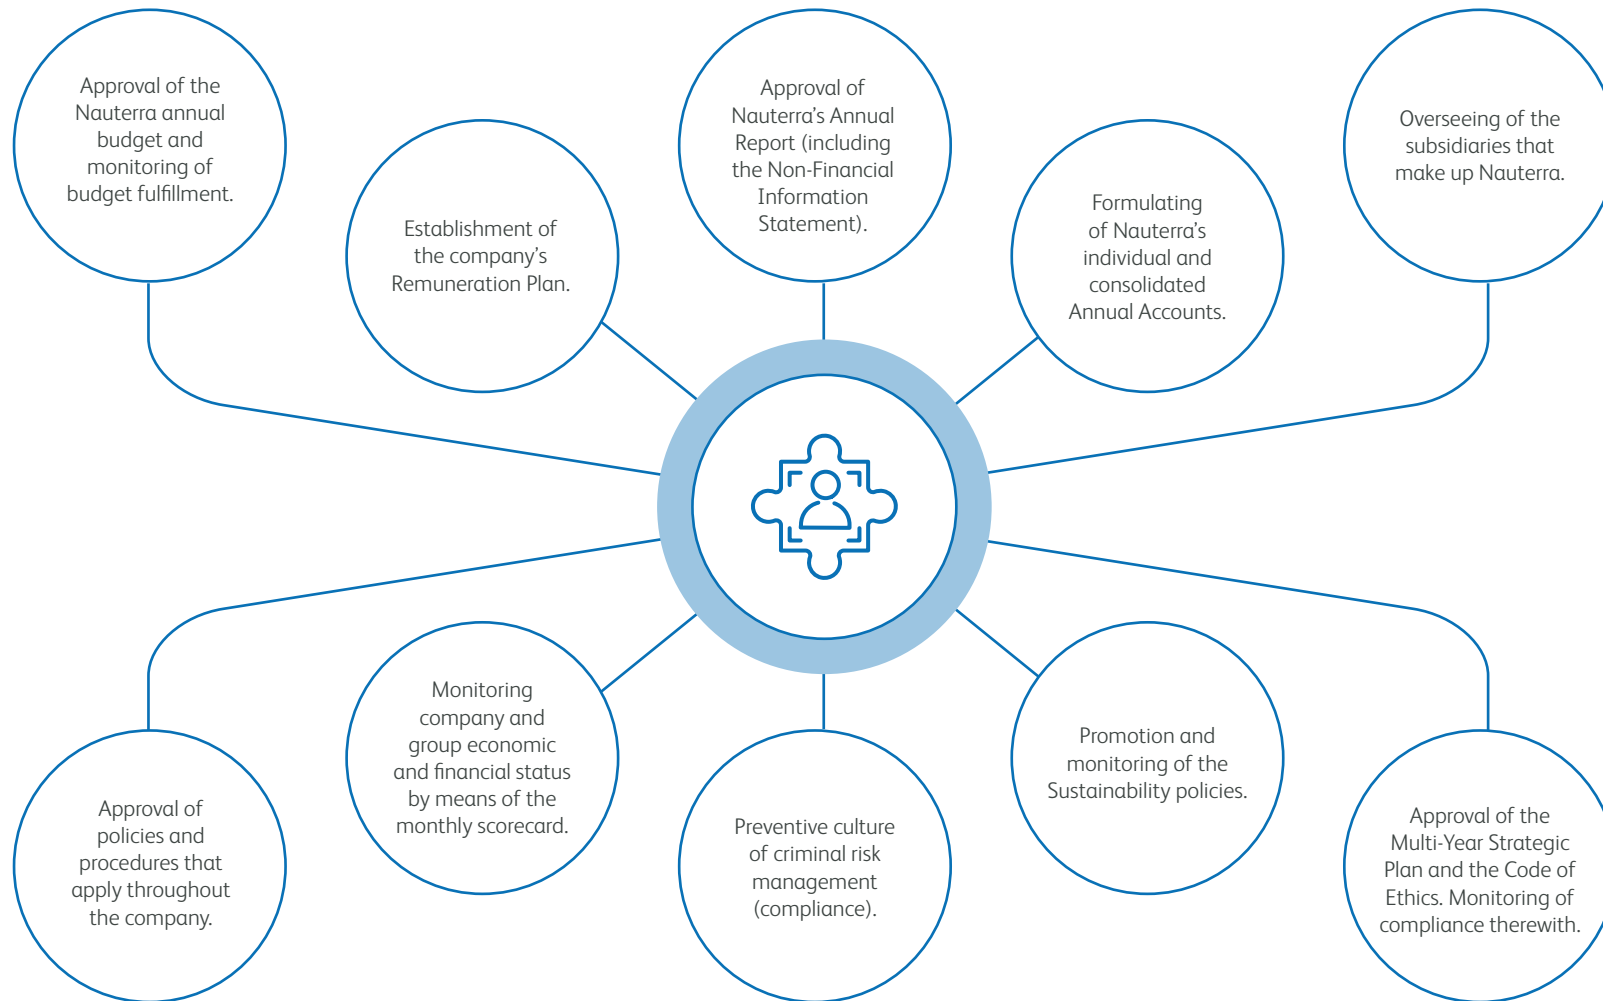 Approval of the
Nauterra annual
budget and
monitoring of
budget fulfillment.
Establishment of
the company’s
Remuneration Plan.
Approval of
Nauterra’s Annual
Report (including
the Non-Financial
Information
Statement).
Formulating
of Nauterra’s
individual and
consolidated
Annual Accounts.
Overseeing of the
subsidiaries that
make up Nauterra.
Approval of
policies and
procedures that
apply throughout
the company.
Monitoring
company and
group economic
and financial status
by means of the
monthly scorecard.
Preventive culture
of criminal risk
management
(compliance).
Promotion and
monitoring of the
Sustainability policies.
Approval of the
Multi-Year Strategic
Plan and the Code of
Ethics. Monitoring of
compliance therewith.